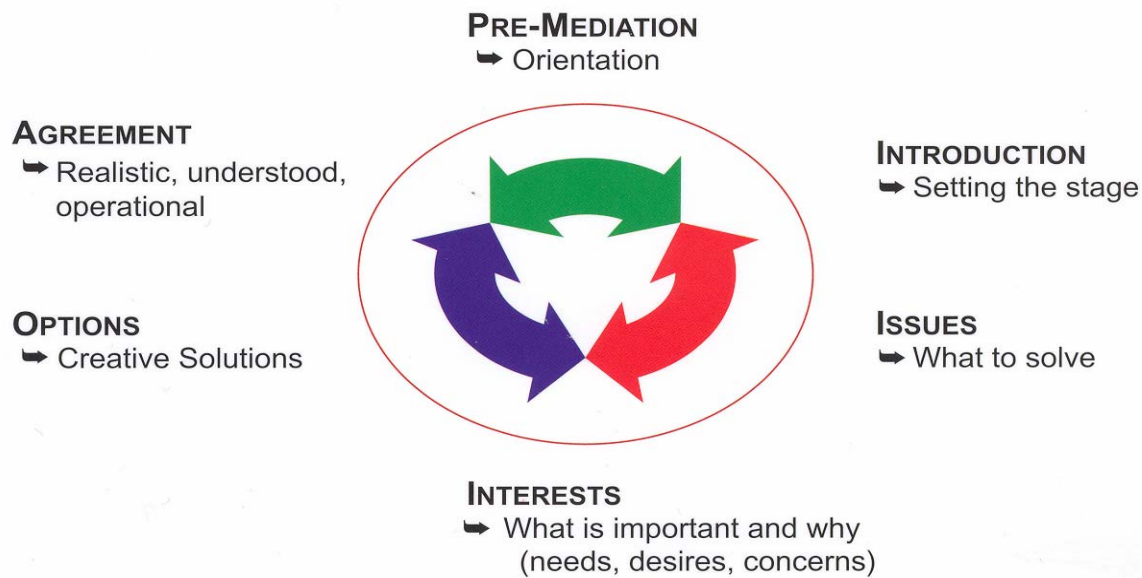 PRE-MEDIATION
➥ Orientation
INTRODUCTION
➥ Setting the stage
ISSUES
➥ What to solve
INTERESTS
➥ What is important and why
(needs, desires, concerns)
OPTIONS
➥ Creative Solutions
AGREEMENT
➥ Realistic, understood,
operational